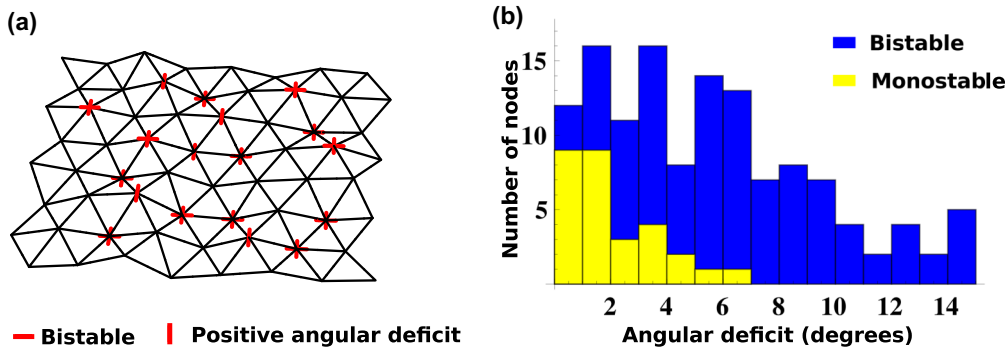 (a)
Bistable
Positive angular deficit
(b)
Number of nodes
15
10
5
Bistable
Monostable
2 4 6 8 10 12 14
Angular deficit (degrees)